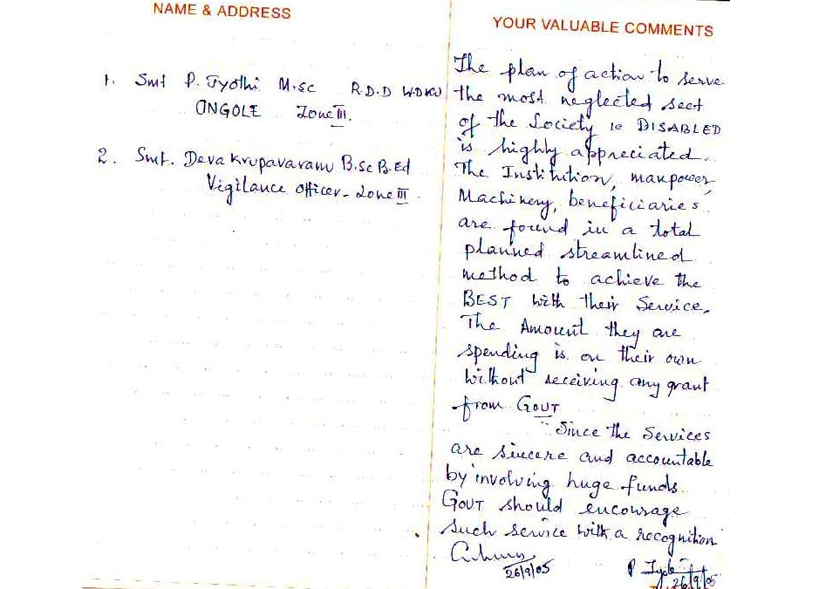 NAME & ADDRESS
1. Smt P. Jyothi M.sc R.D.D W.D&CW
ONGOLE Zone III.
2. Smt. Deva Krupavaram B.Sc B.Ed
Vigilance officer - Zone III.
YOUR VALUABLE COMMENTS
The plan of action to serve
the most neglected sect
of the Society ie DISABLED
is highly appreciated.
The Institution, manpower,
Machinery, beneficiaries
are found in a total
planned streamlined
method to achieve the
BEST with their Service.
The Amount they are
spending is on their own
without receiving any grant
from GOUT
Since the Services
are sincere and accountable
by involving huge funds.
GOUT should encourage
such service with a recognition
26/9/05
P Jyothi
26/9/05